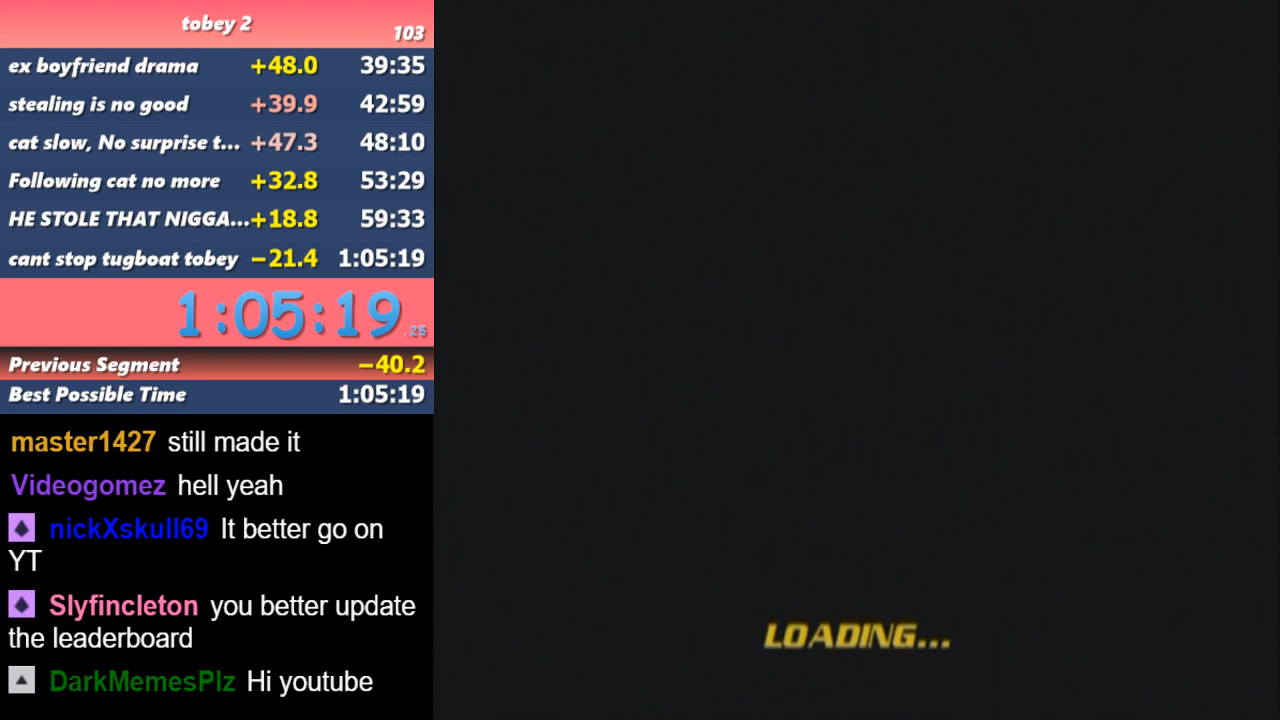 tobey 2
103
ex boyfriend drama +48.0 39:35
stealing is no good +39.9 42:59
cat slow, No surprise t... +47.3 48:10
Following cat no more +32.8 53:29
HE STOLE THAT NIGGA... +18.8 59:33
cant stop tugboat tobey −21.4 1:05:19
1:05:19.25
Previous Segment −40.2
Best Possible Time 1:05:19
master1427 still made it
Videogomez hell yeah
nickXskull69 It better go on
YT
Slyfincleton you better update
the leaderboard
DarkMemesPlz Hi youtube
LOADING...